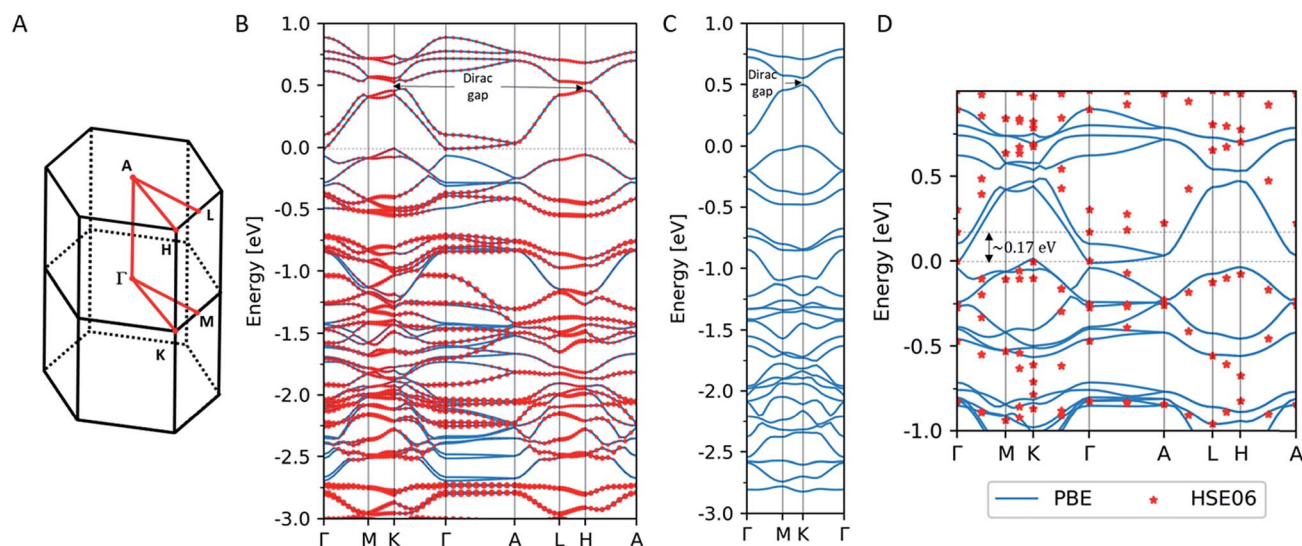 A
B
C
D
A
L
H
Γ
M
K
Energy [eV]
1.0
0.5
0.0
-0.5
-1.0
-1.5
-2.0
-2.5
-3.0
Dirac
gap
Γ M K Γ A L H A
Energy [eV]
1.0
0.5
0.0
-0.5
-1.0
-1.5
-2.0
-2.5
-3.0
Dirac
gap
Γ M K Γ
Energy [eV]
0.5
0.0
-0.5
-1.0
~0.17 eV
Γ M K Γ A L H A
PBE HSE06